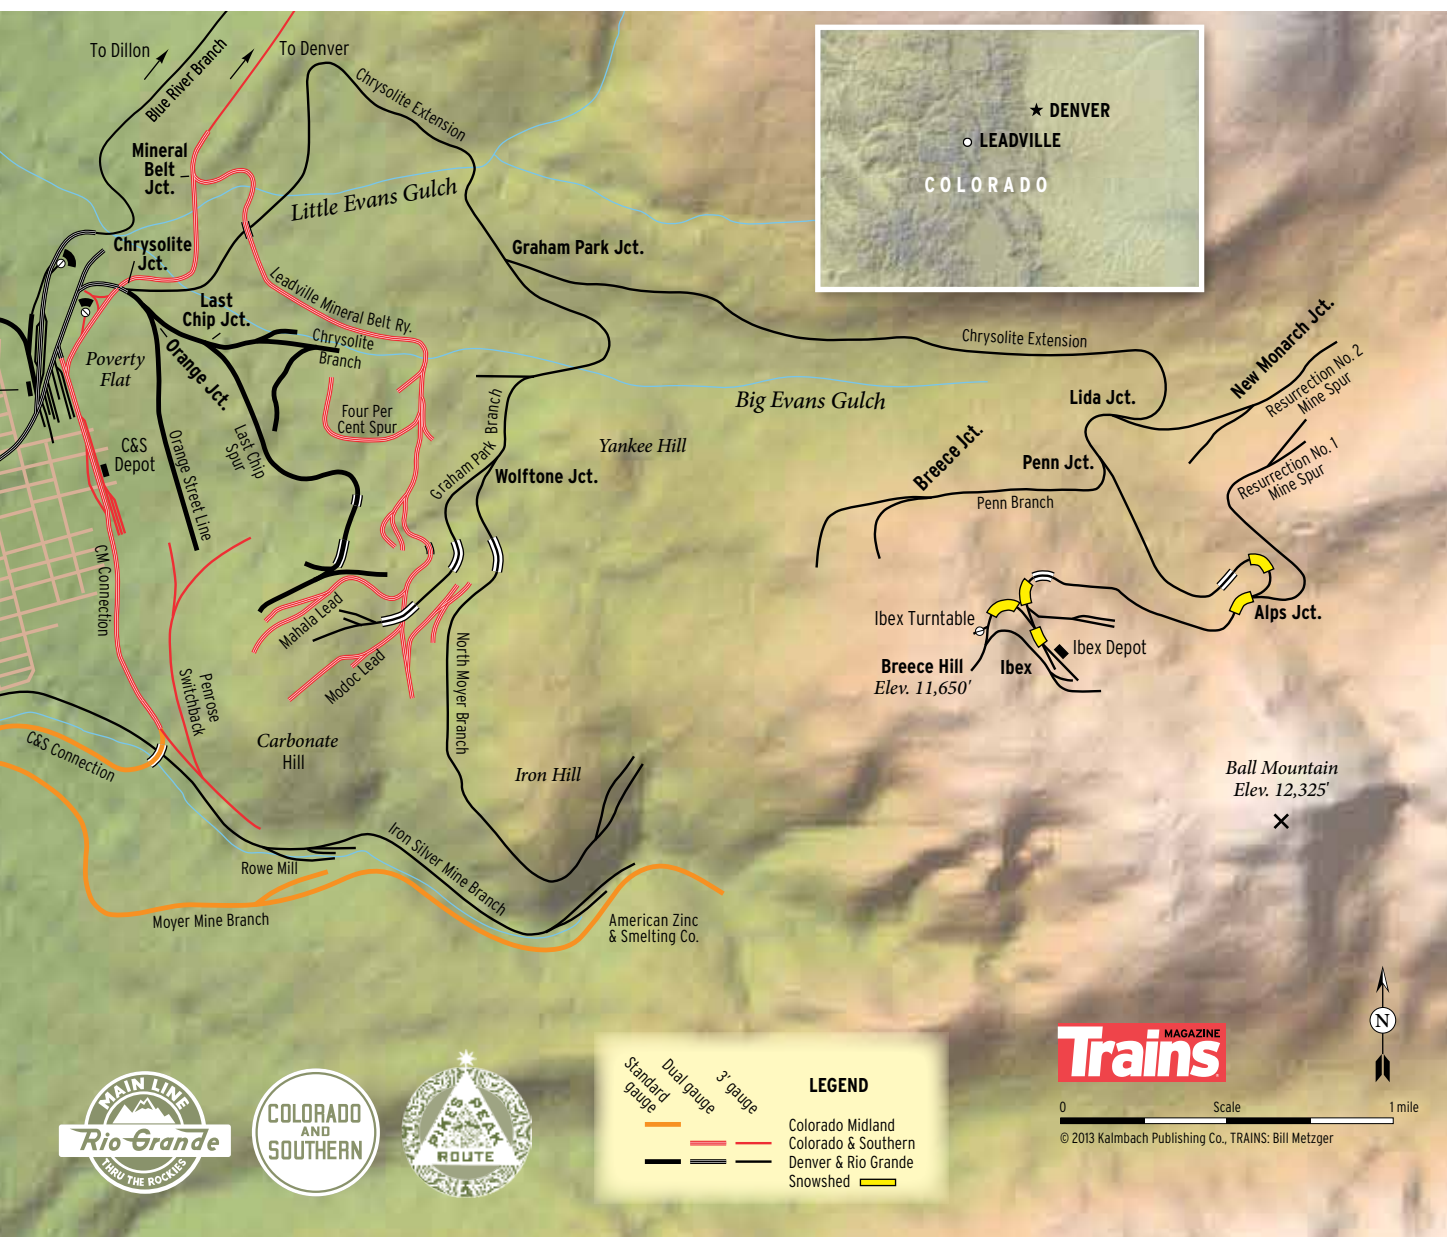 To Dillon
Blue River Branch
To Denver
Chrysolite Extension
Mineral
Belt
Jct.
Little Evans Gulch
Chrysolite
Jct.
Graham Park Jct.
Leadville Mineral Belt Ry.
Last
Chip Jct.
Chrysolite
Branch
Orange Jct.
Poverty
Flat
Four Per
Cent Spur
C&S
Depot
Orange Street Line
Last Chip
Spur
Graham Park Branch
Wolftone Jct.
Yankee Hill
Big Evans Gulch
Chrysolite Extension
DENVER
LEADVILLE
COLORADO
New Monarch Jct.
Lida Jct.
Resurrection No. 2
Mine Spur
Breece Jct.
Penn Jct.
Penn Branch
Resurrection No. 1
Mine Spur
CM Connection
Mahala Lead
Modoc Lead
North Moyer Branch
Penrose
Switchback
Ibex Turntable
Alps Jct.
Ibex Depot
Breece Hill
Elev. 11,650'
Ibex
C&S Connection
Carbonate
Hill
Iron Hill
Ball Mountain
Elev. 12,325'
Rowe Mill
Iron Silver Mine Branch
Moyer Mine Branch
American Zinc
& Smelting Co.
MAIN LINE
Rio Grande
THRU THE ROCKIES
COLORADO
AND
SOUTHERN
PIKES PEAK
ROUTE
Standard
gauge
Dual gauge
3' gauge
LEGEND
Colorado Midland
Colorado & Southern
Denver & Rio Grande
Snowshed
Trains
MAGAZINE
N
0 Scale 1 mile
© 2013 Kalmbach Publishing Co., TRAINS: Bill Metzger